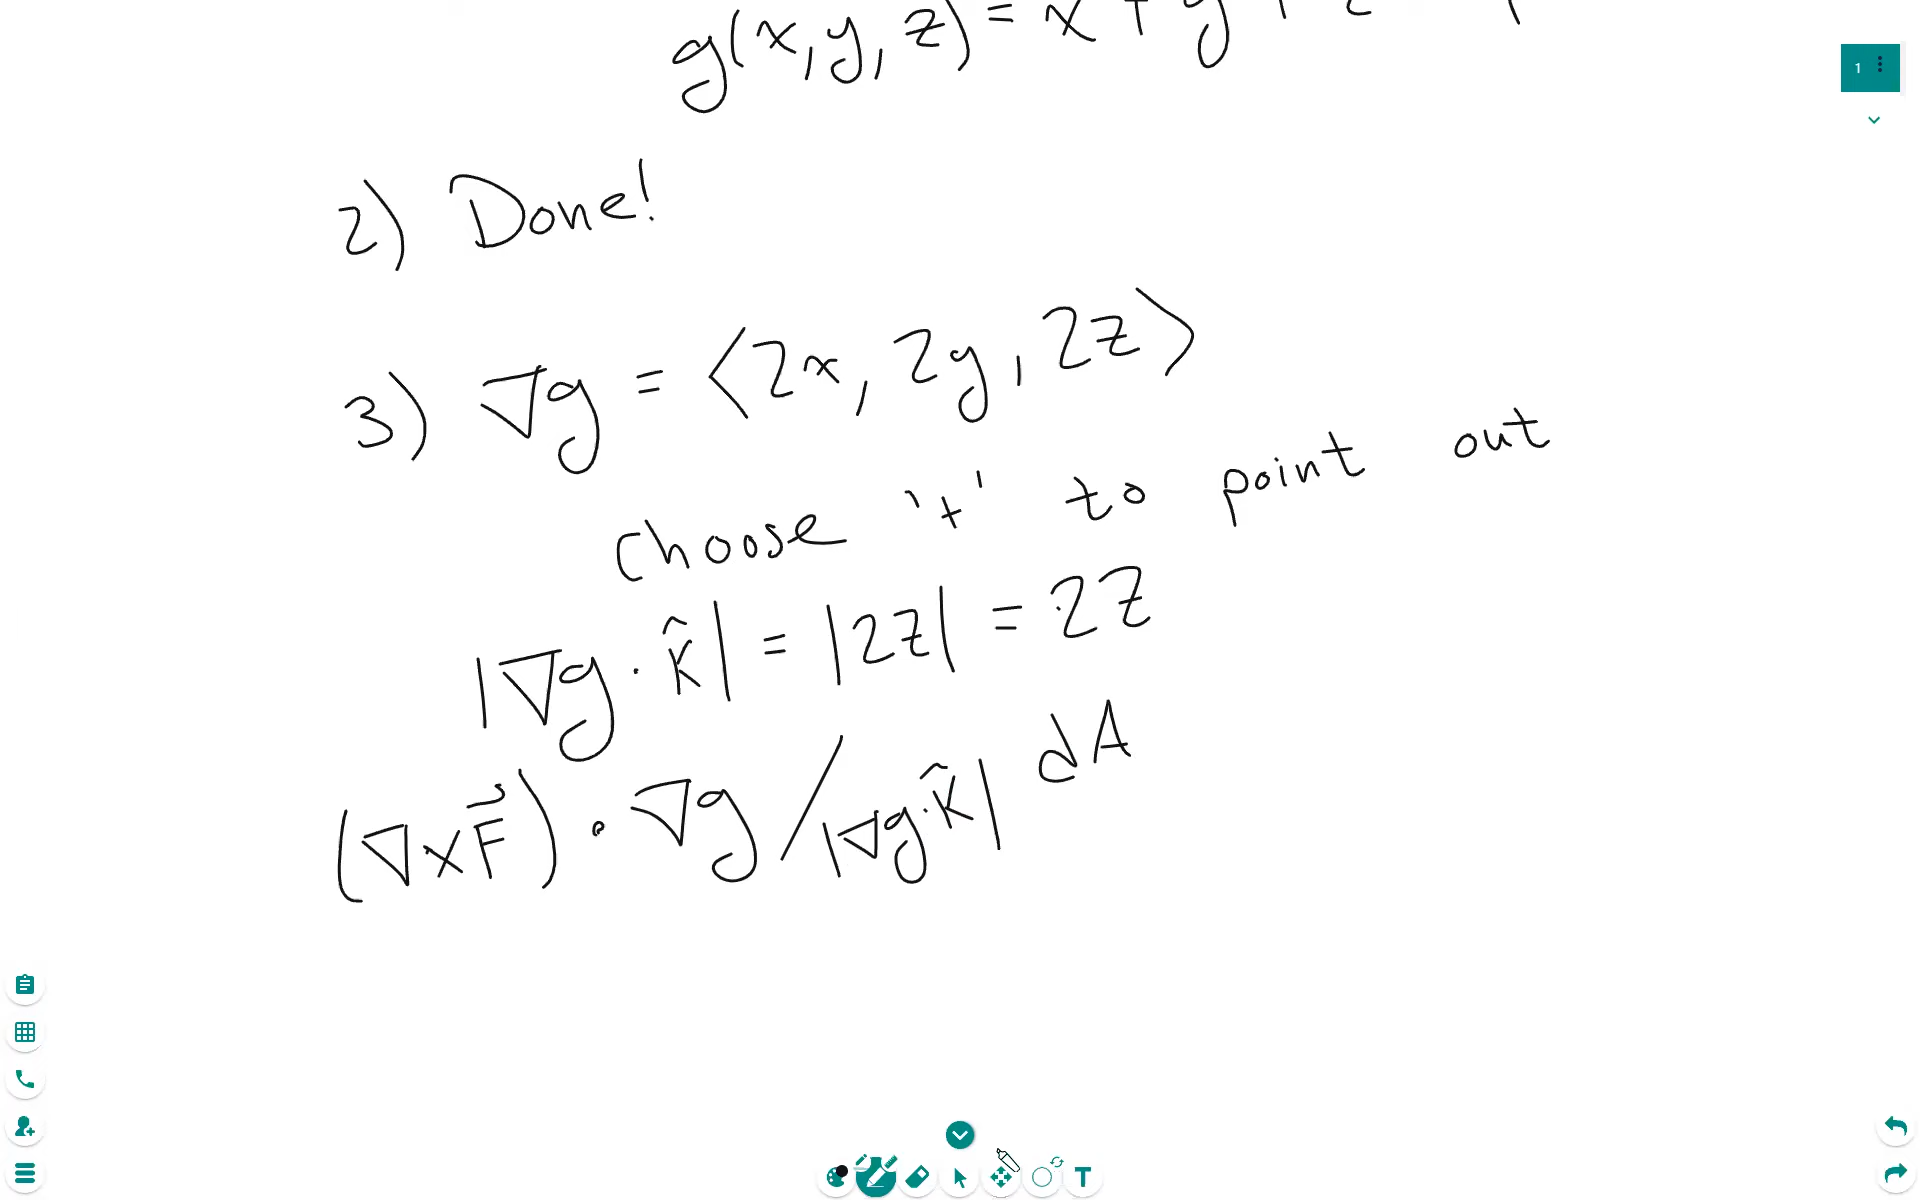 g(x, y, z) = x + y + z
2) Done!
3) ∇g = ⟨2x, 2y, 2z⟩
Choose '+' to point out
|∇g · k̂| = |2z| = 2z
(∇×F⃗) · ∇g / |∇g·k̂| dA
1
T